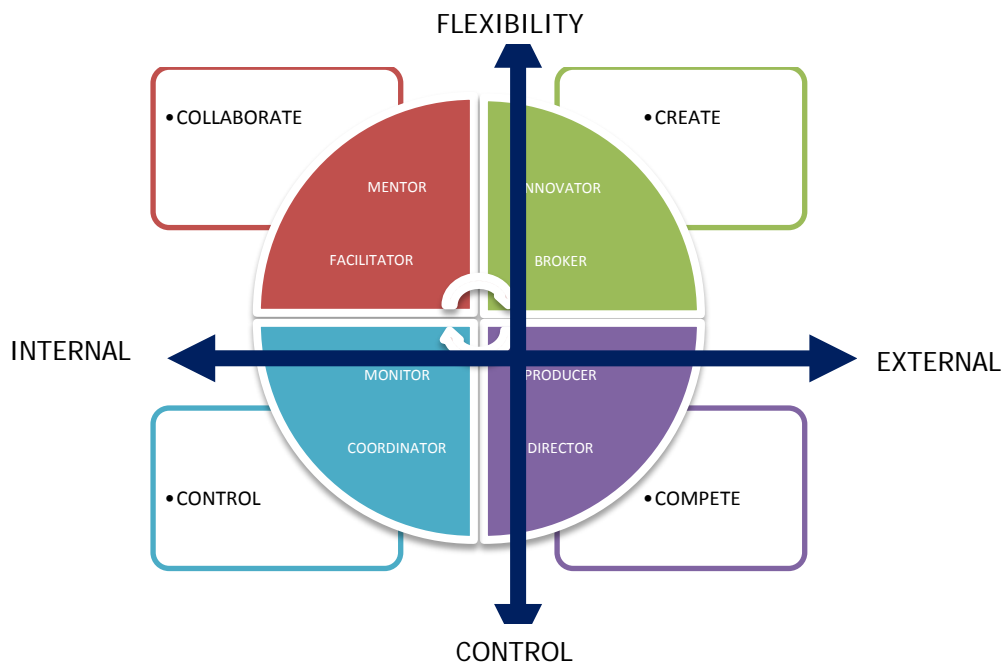 FLEXIBILITY
•COLLABORATE
•CREATE
MENTOR
INNOVATOR
FACILITATOR
BROKER
INTERNAL
EXTERNAL
MONITOR
PRODUCER
COORDINATOR
DIRECTOR
•CONTROL
•COMPETE
CONTROL